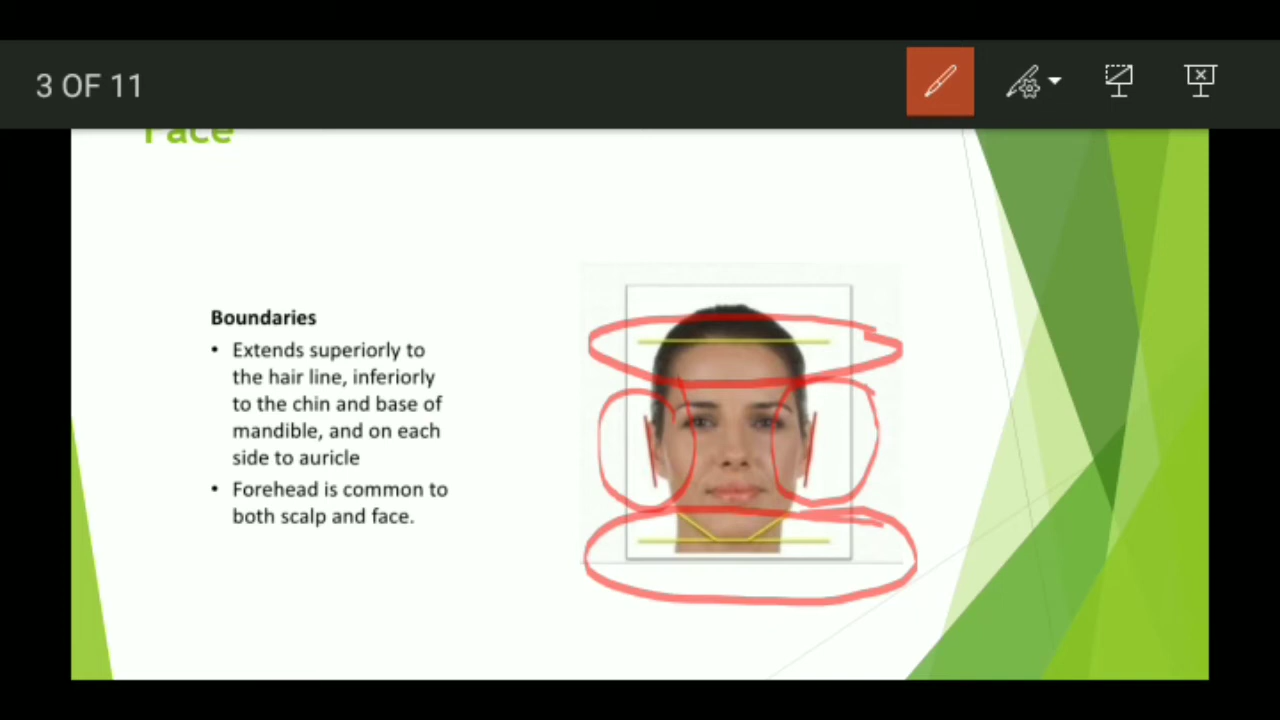 3 OF 11
Face
Boundaries
• Extends superiorly to
the hair line, inferiorly
to the chin and base of
mandible, and on each
side to auricle
• Forehead is common to
both scalp and face.